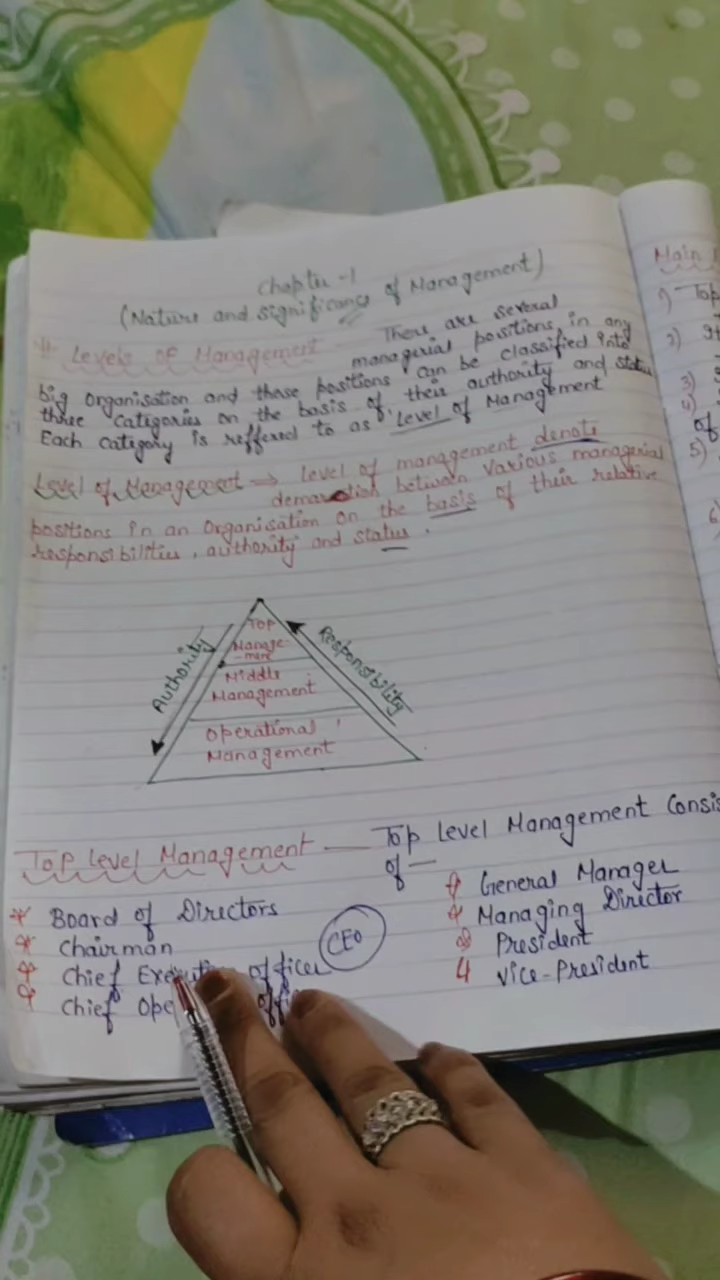 Chapter-1
(Nature and significance of Management)
Levels of Management There are several
managerial positions in any
big organisation and these positions can be classified into
three categories on the basis of their authority and status
Each category is reffered to as 'Level of Management
Level of Management → Level of management denote
demarcation between various managerial
positions in an organisation on the basis of their relative
responsibilities, authority and status.
Authority
Responsibility
Top
Manage
-ment
Middle
Management
Operational
Management
Top Level Management — Top Level Management Consis
of —
* Board of Directors
* Chairman
Chief Executive officer
CEO
Chief Ope
General Manager
Managing Director
President
Vice-President
Main
1) Top
2)
3)
4)
of
5)